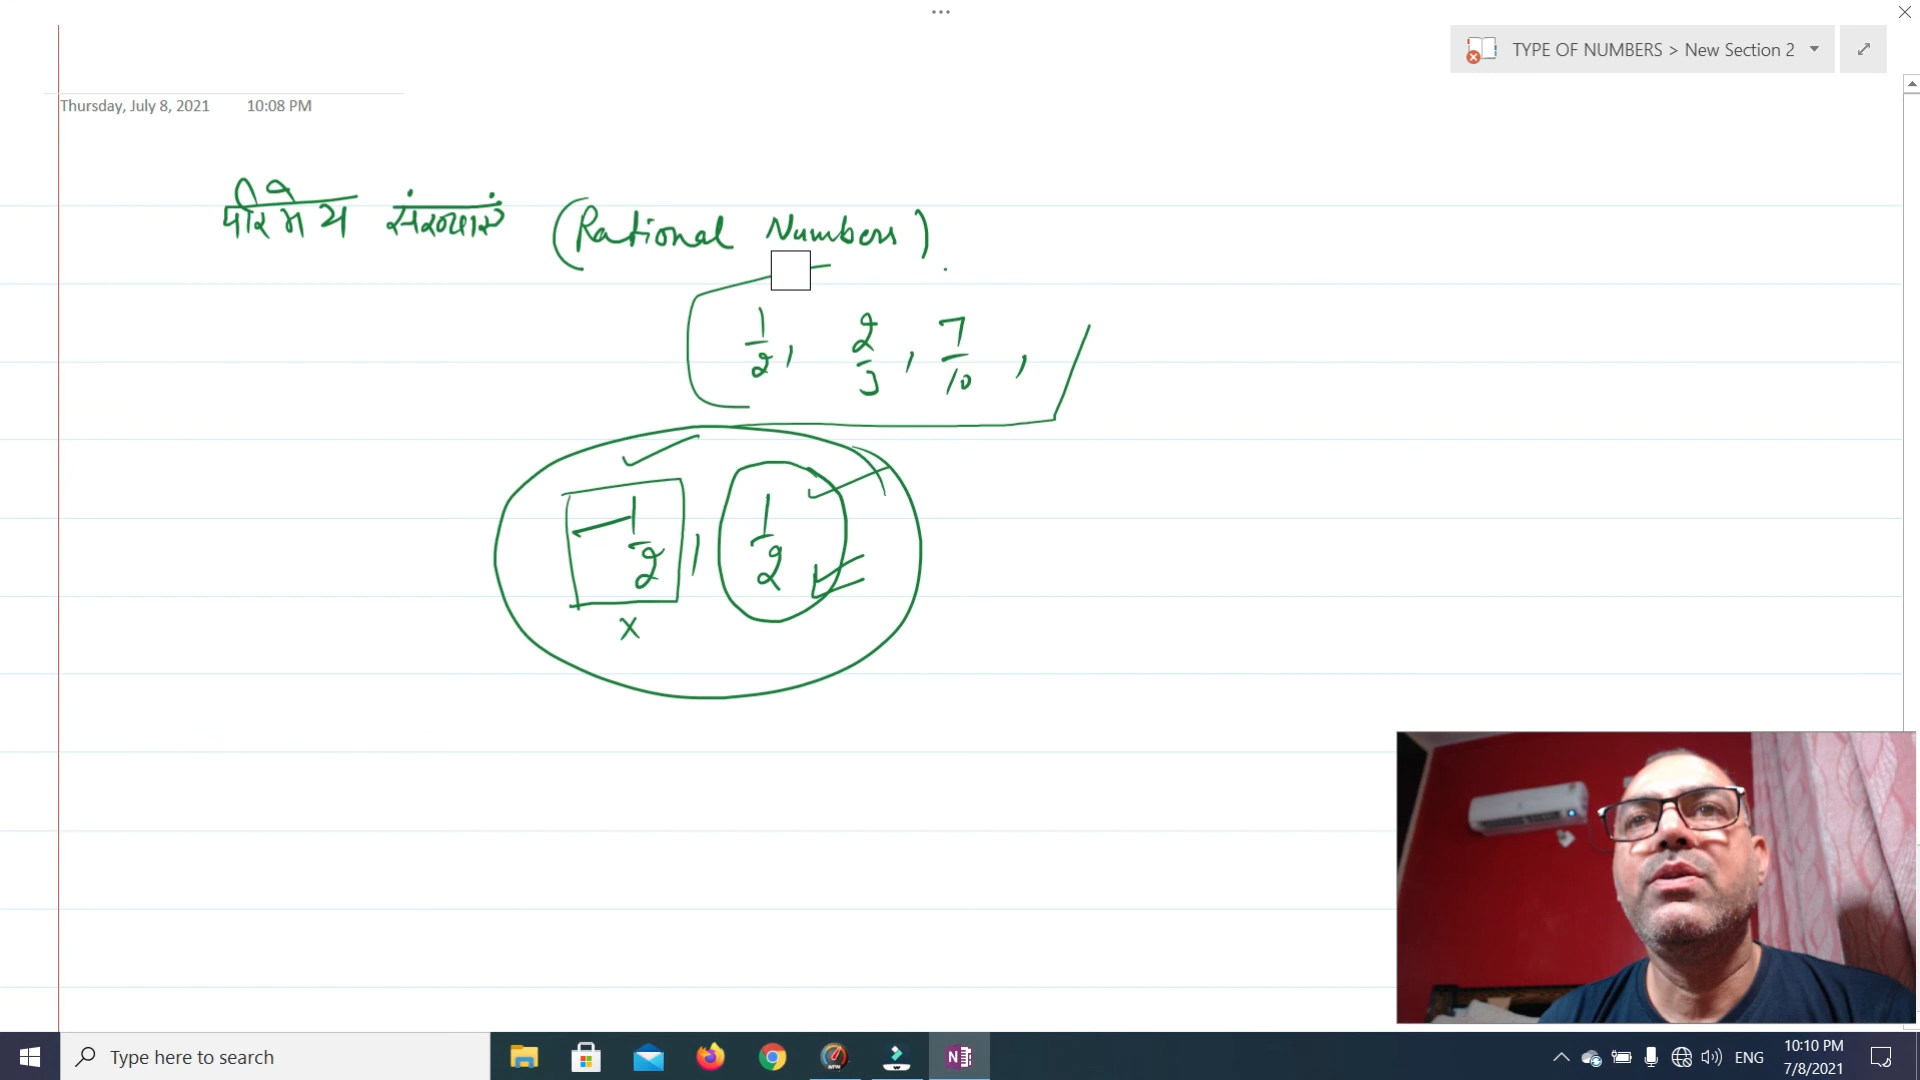 TYPE OF NUMBERS > New Section 2
Thursday, July 8, 2021 10:08 PM
परिमेय संख्याएं (Rational Numbers).
1/2, 2/3, 7/10,
-1/2, 1/2
x
Type here to search
N
ENG
10:10 PM
7/8/2021